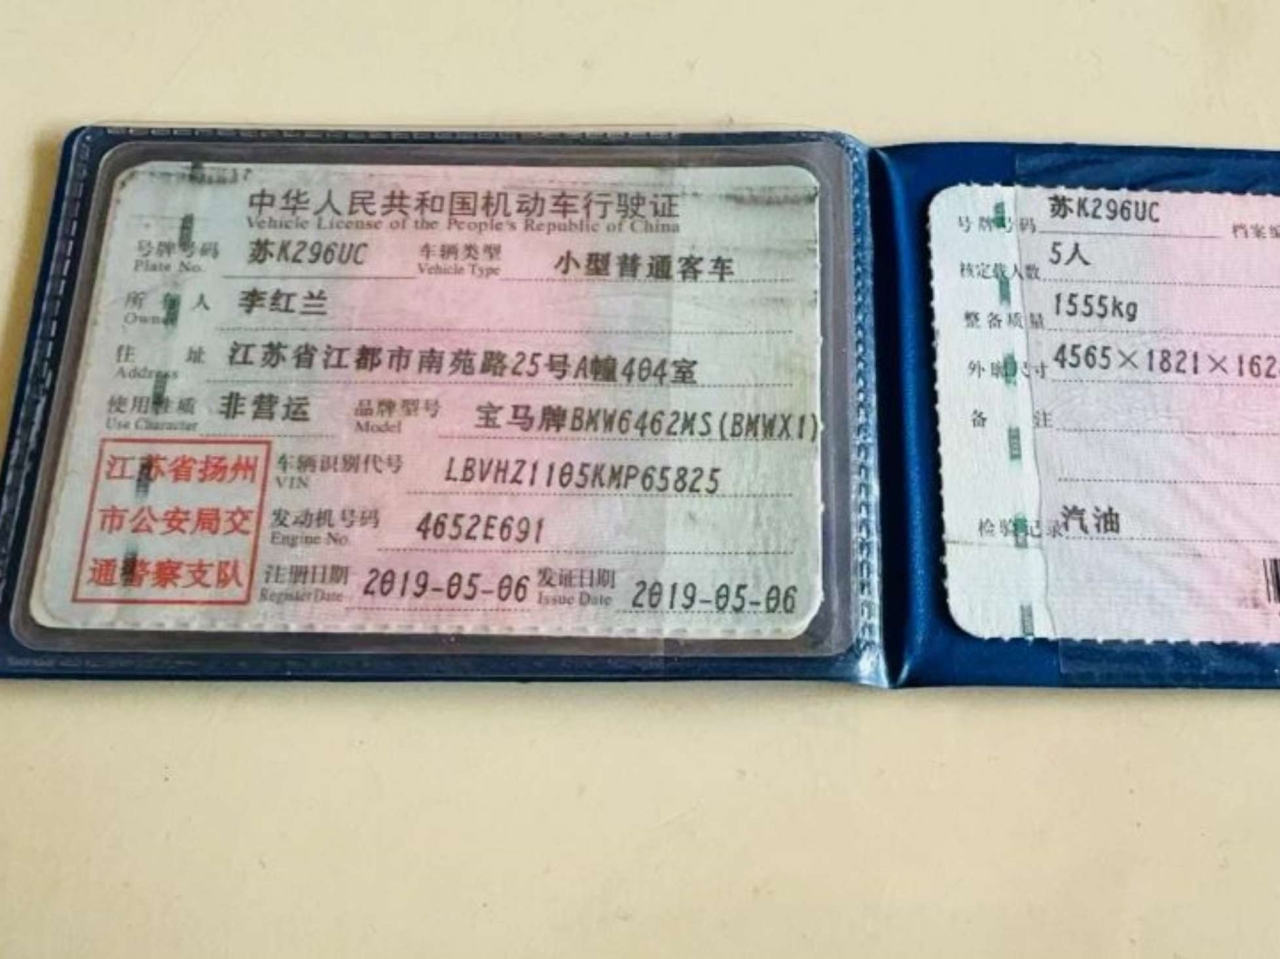 中华人民共和国机动车行驶证
Vehicle License of the People's Republic of China
号牌号码 苏K296UC 车辆类型 小型普通客车
Plate No. Vehicle Type
所有人 李红兰
Owner
住址 江苏省江都市南苑路25号A幢404室
Address
使用性质 非营运 品牌型号 宝马牌BMW6462MS(BMWX1)
Use Character Model
江苏省扬州
市公安局交
通警察支队
车辆识别代号 LBVHZ1105KMP65825
VIN
发动机号码 4652E691
Engine No.
注册日期 2019-05-06 发证日期 2019-05-06
Register Date Issue Date
号牌号码 苏K296UC 档案编
核定载人数 5人
整备质量 1555kg
外廓尺寸 4565×1821×162
备注
检验记录 汽油